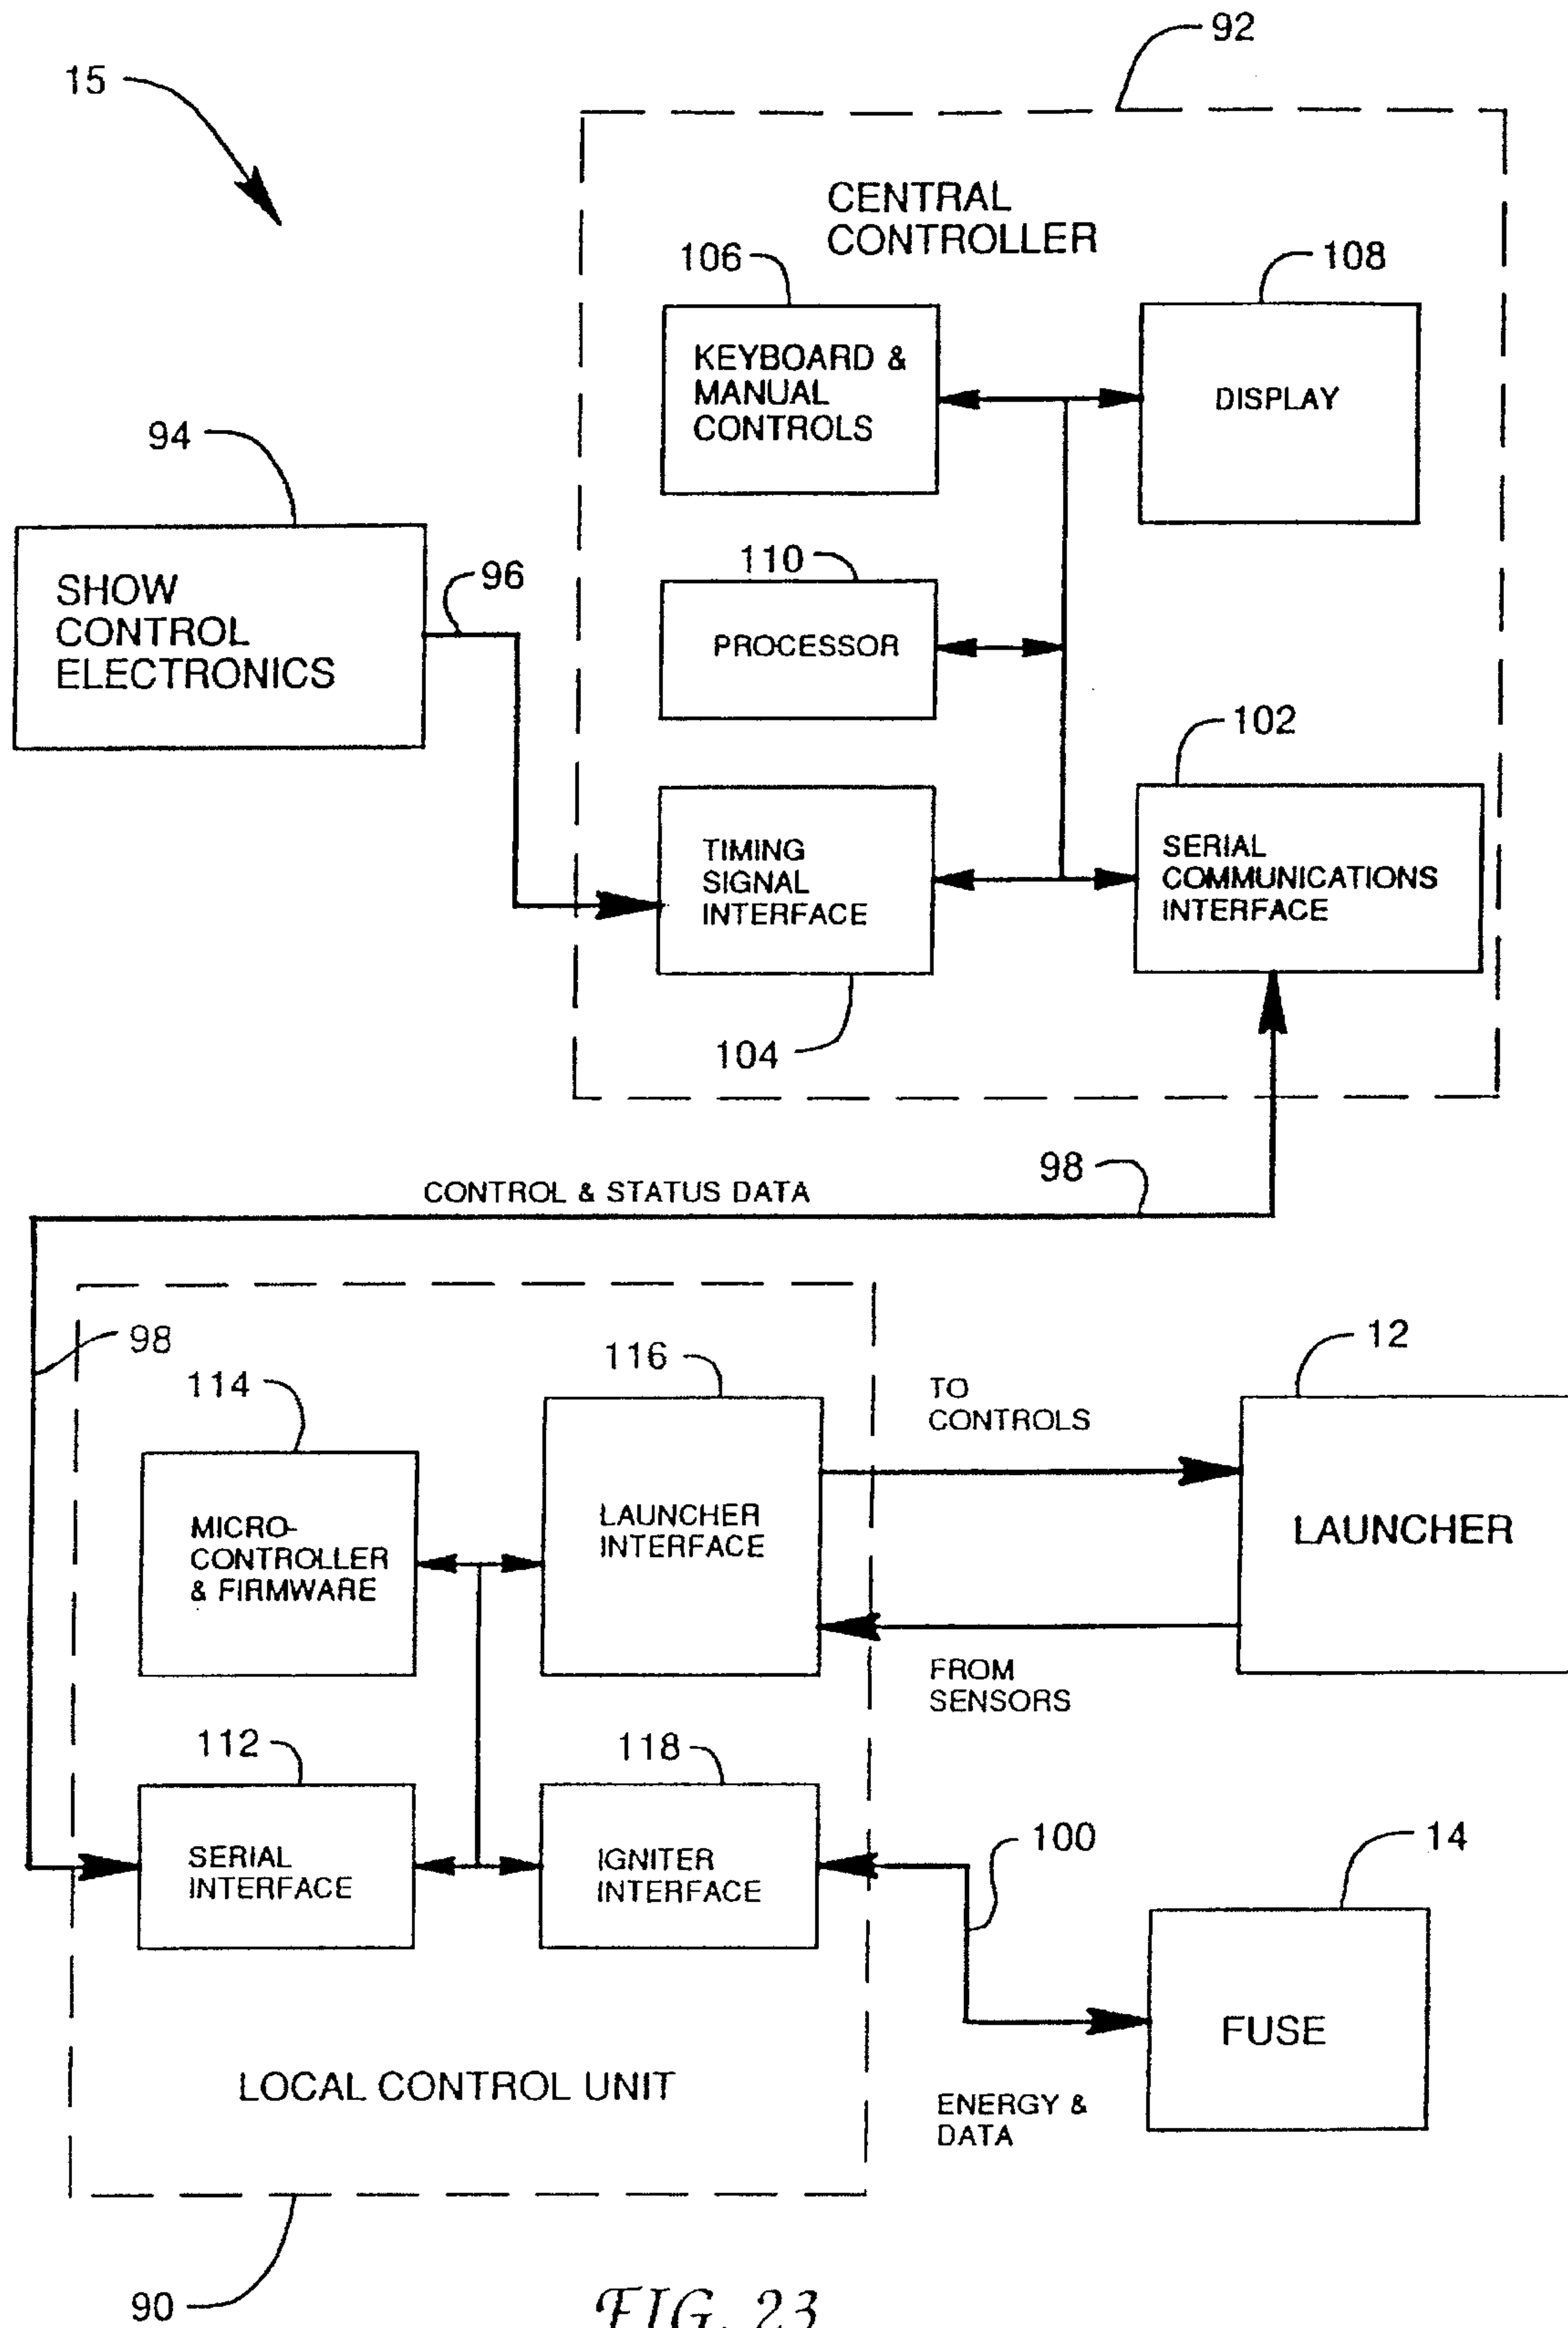 92
15
CENTRAL
CONTROLLER
106
108
KEYBOARD &
MANUAL
CONTROLS
DISPLAY
94
SHOW
CONTROL
ELECTRONICS
96
110
PROCESSOR
102
TIMING
SIGNAL
INTERFACE
SERIAL
COMMUNICATIONS
INTERFACE
104
98
CONTROL & STATUS DATA
98
116
12
114
TO
CONTROLS
MICRO-
CONTROLLER
& FIRMWARE
LAUNCHER
INTERFACE
LAUNCHER
FROM
SENSORS
112
118
SERIAL
INTERFACE
IGNITER
INTERFACE
100
14
FUSE
LOCAL CONTROL UNIT
ENERGY &
DATA
90
FIG. 23